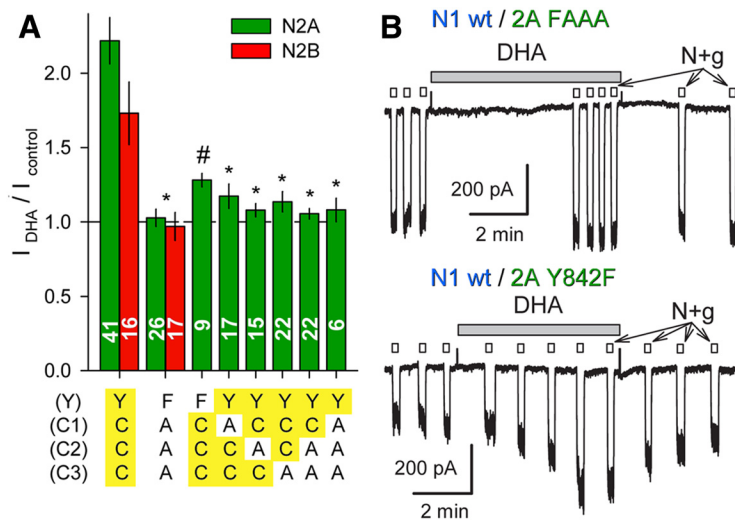 A
N2A
N2B
2.0
1.5
1.0
0.5
0.0
I DHA / I control
* # * * * * *
41 16 26 17 9 17 15 22 22 6
(Y) Y F F Y Y Y Y Y
(C1) C A C A C C C A
(C2) C A C C A C A A
(C3) C A C C C A A A
B
N1 wt / 2A FAAA
DHA
N+g
200 pA
2 min
N1 wt / 2A Y842F
DHA
N+g
200 pA
2 min